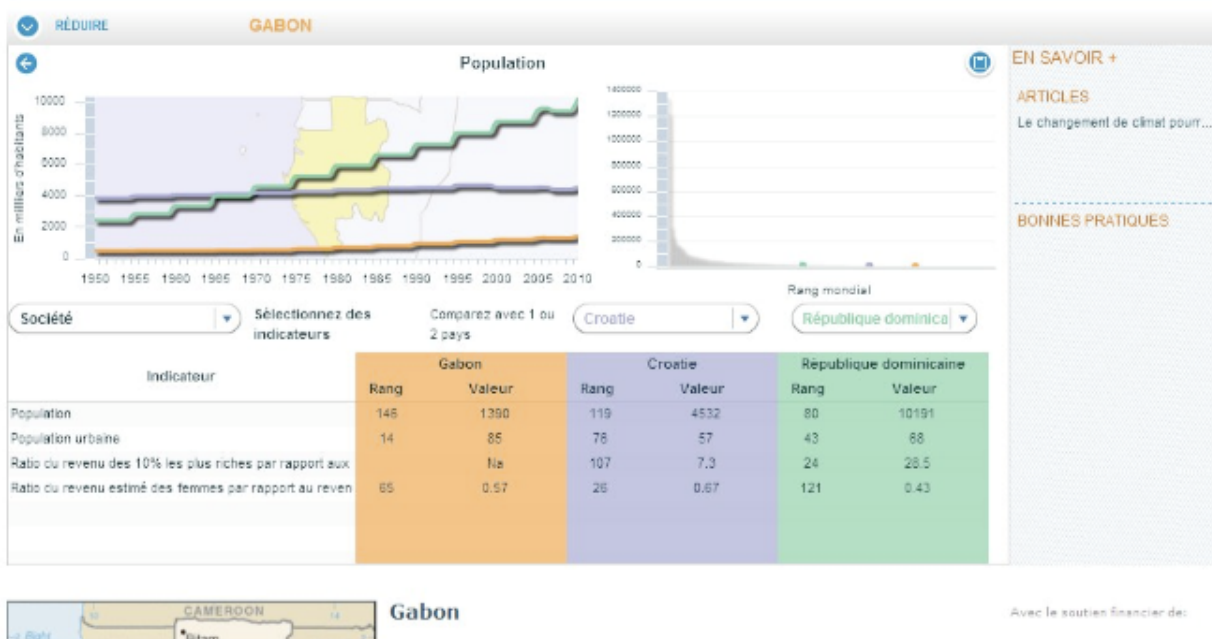 RÉDUIRE
GABON
Population
EN SAVOIR +
ARTICLES
Le changement de climat pourr...
BONNES PRATIQUES
En milliers d'habitants
10000
8000
6000
4000
2000
0
1950 1955 1960 1965 1970 1975 1980 1985 1990 1995 2000 2005 2010
1400000
1200000
1000000
800000
600000
400000
200000
0
Rang mondial
Société
Sélectionnez des
indicateurs
Comparez avec 1 ou
2 pays
Croatie
République dominica
Indicateur
Gabon
Croatie
République dominicaine
Rang Valeur Rang Valeur Rang Valeur
Population 146 1390 119 4532 80 10191
Population urbaine 14 85 76 57 43 68
Ratio du revenu des 10% les plus riches par rapport aux Na 107 7.3 24 28.5
Ratio du revenu estimé des femmes par rapport au reven 65 0.57 26 0.67 121 0.43
CAMEROON
Bitam
Gabon
Avec le soutien financier de: